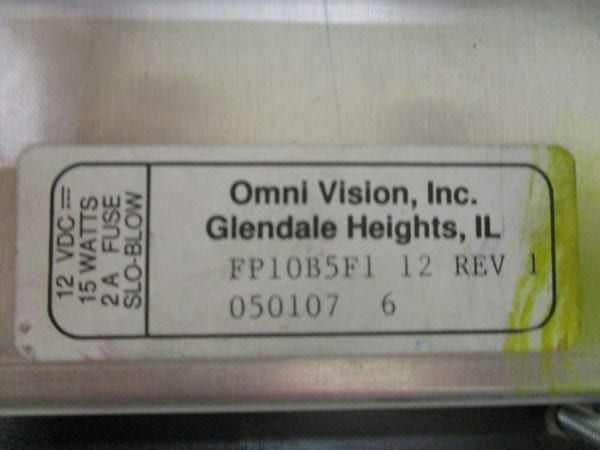 12 VDC ⎓
15 WATTS
2 A FUSE
SLO-BLOW
Omni Vision, Inc.
Glendale Heights, IL
FP10B5F1 12 REV 1
050107 6